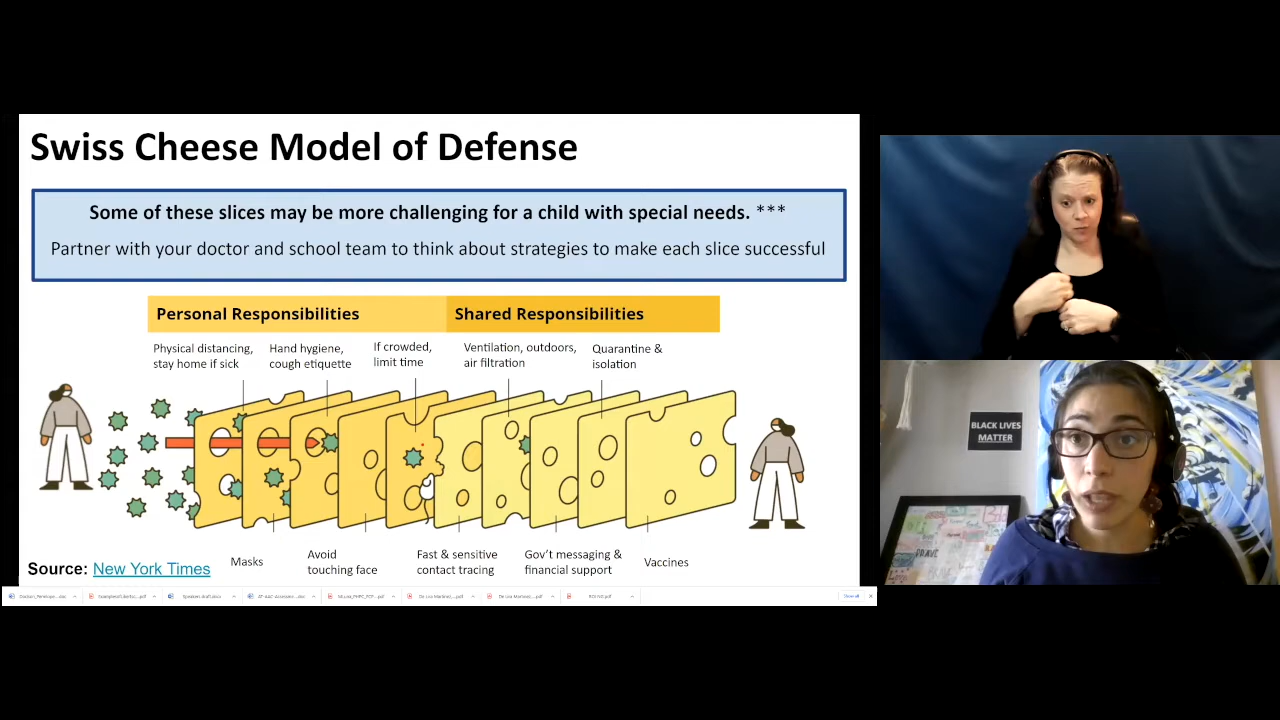 Swiss Cheese Model of Defense
Some of these slices may be more challenging for a child with special needs. ***
Partner with your doctor and school team to think about strategies to make each slice successful
Personal Responsibilities
Shared Responsibilities
Physical distancing,
stay home if sick
Hand hygiene,
cough etiquette
If crowded,
limit time
Ventilation, outdoors,
air filtration
Quarantine &
isolation
Masks
Avoid
touching face
Fast & sensitive
contact tracing
Gov't messaging &
financial support
Vaccines
Source: New York Times
BLACK LIVES
MATTER
BRAVE
Show all